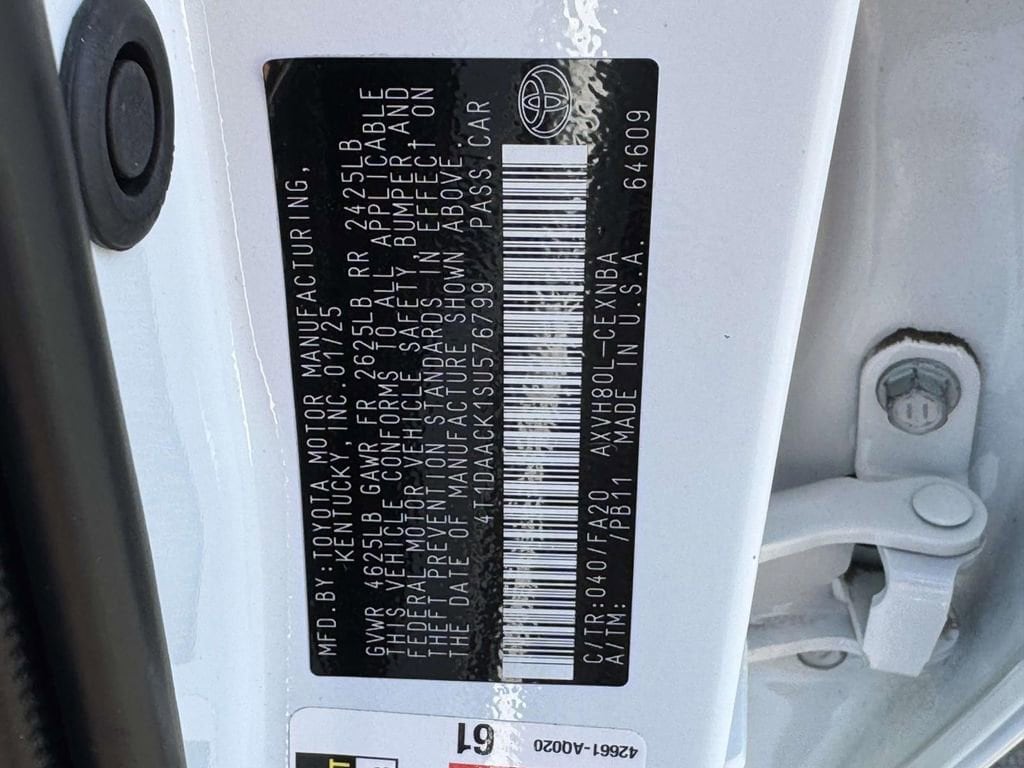 MFD.BY:TOYOTA MOTOR MANUFACTURING,
KENTUCKY, INC.01/25
GVWR 4625LB GAWR FR 2625LB RR 2425LB
THIS VEHICLE CONFORMS TO ALL APPLICABLE
FEDERAL MOTOR VEHICLE SAFETY,BUMPER AND
THEFT PREVENTION STANDARDS IN EFFECT ON
THE DATE OF MANUFACTURE SHOWN ABOVE.
4T1DAACK1SU576799 PASS.CAR
C/TR:040/FA20 AXVH80L-CEXNBA
A/TM: /PB11 MADE IN U.S.A. 64609
61
42661-AQ020